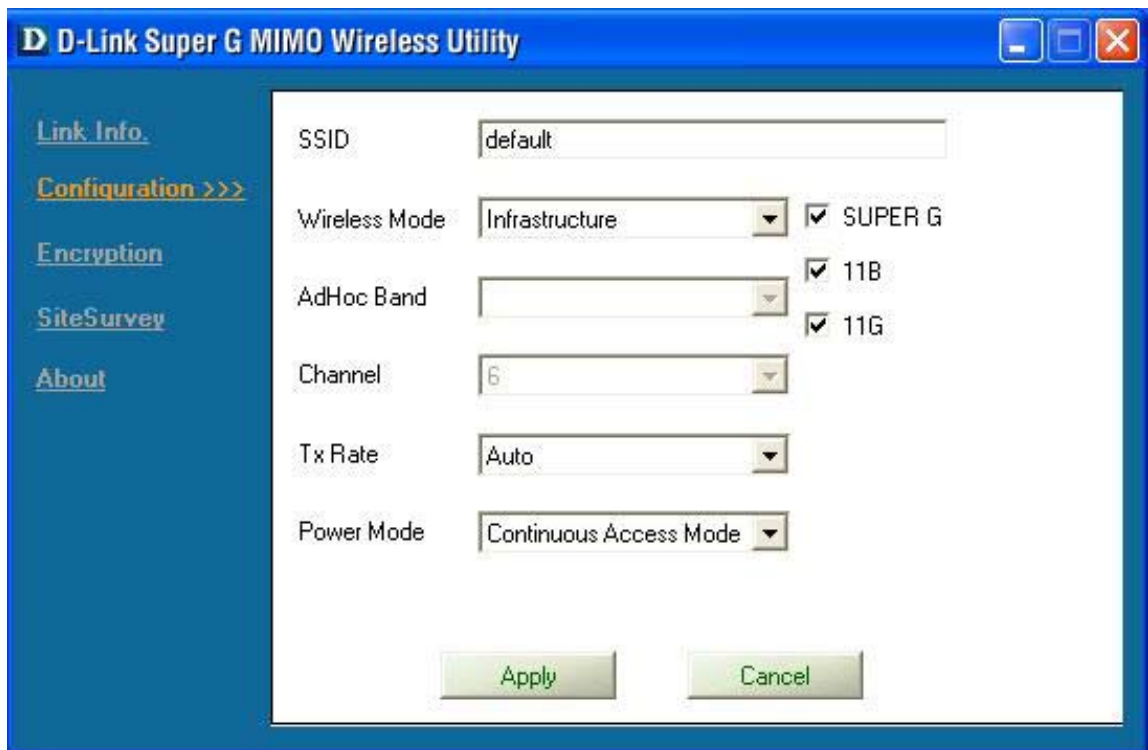 D-Link Super G MIMO Wireless Utility
Link Info.
Configuration >>>
Encryption
SiteSurvey
About
SSID
default
Wireless Mode
Infrastructure
SUPER G
11B
AdHoc Band
11G
Channel
6
Tx Rate
Auto
Power Mode
Continuous Access Mode
Apply
Cancel